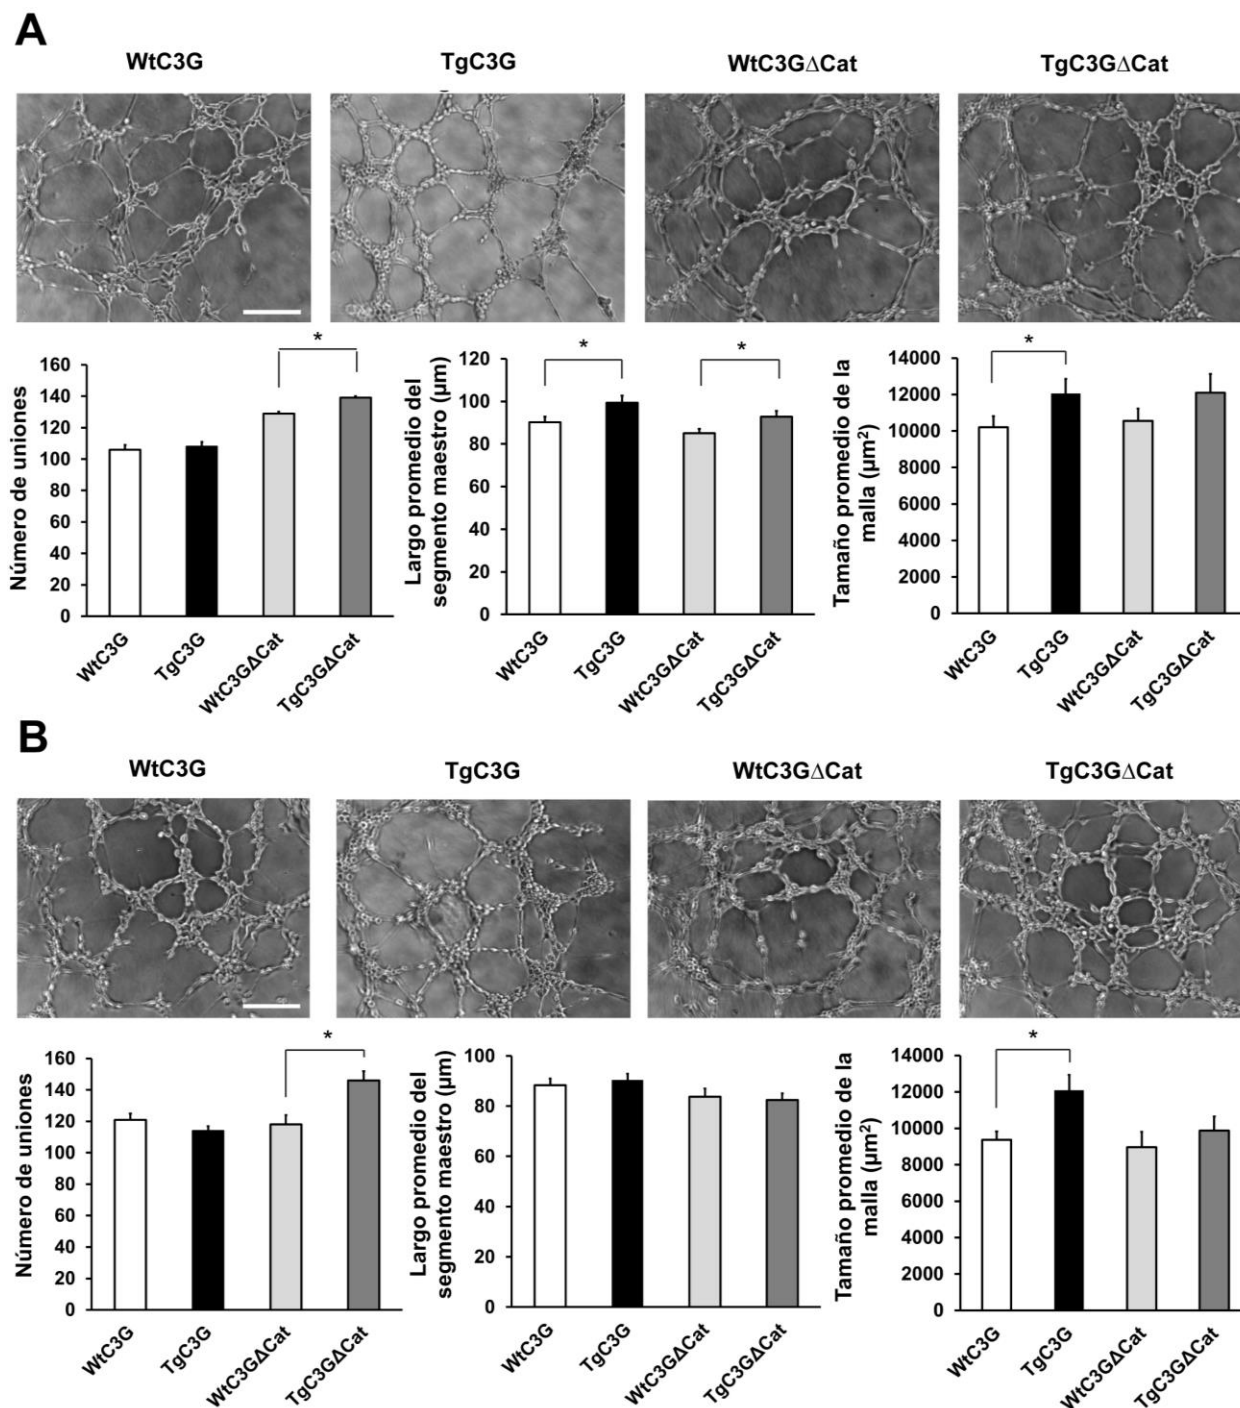 A
WtC3G
TgC3G
WtC3GΔCat
TgC3GΔCat
Número de uniones
160
140
120
100
80
60
40
20
0
*
WtC3G
TgC3G
WtC3GΔCat
TgC3GΔCat
Largo promedio del
segmento maestro (µm)
120
100
80
60
40
20
0
*
*
WtC3G
TgC3G
WtC3GΔCat
TgC3GΔCat
Tamaño promedio de la
malla (µm²)
14000
12000
10000
8000
6000
4000
2000
0
*
WtC3G
TgC3G
WtC3GΔCat
TgC3GΔCat
B
WtC3G
TgC3G
WtC3GΔCat
TgC3GΔCat
Número de uniones
160
140
120
100
80
60
40
20
0
*
WtC3G
TgC3G
WtC3GΔCat
TgC3GΔCat
Largo promedio del
segmento maestro (µm)
100
80
60
40
20
0
WtC3G
TgC3G
WtC3GΔCat
TgC3GΔCat
Tamaño promedio de la
malla (µm²)
14000
12000
10000
8000
6000
4000
2000
0
*
WtC3G
TgC3G
WtC3GΔCat
TgC3GΔCat